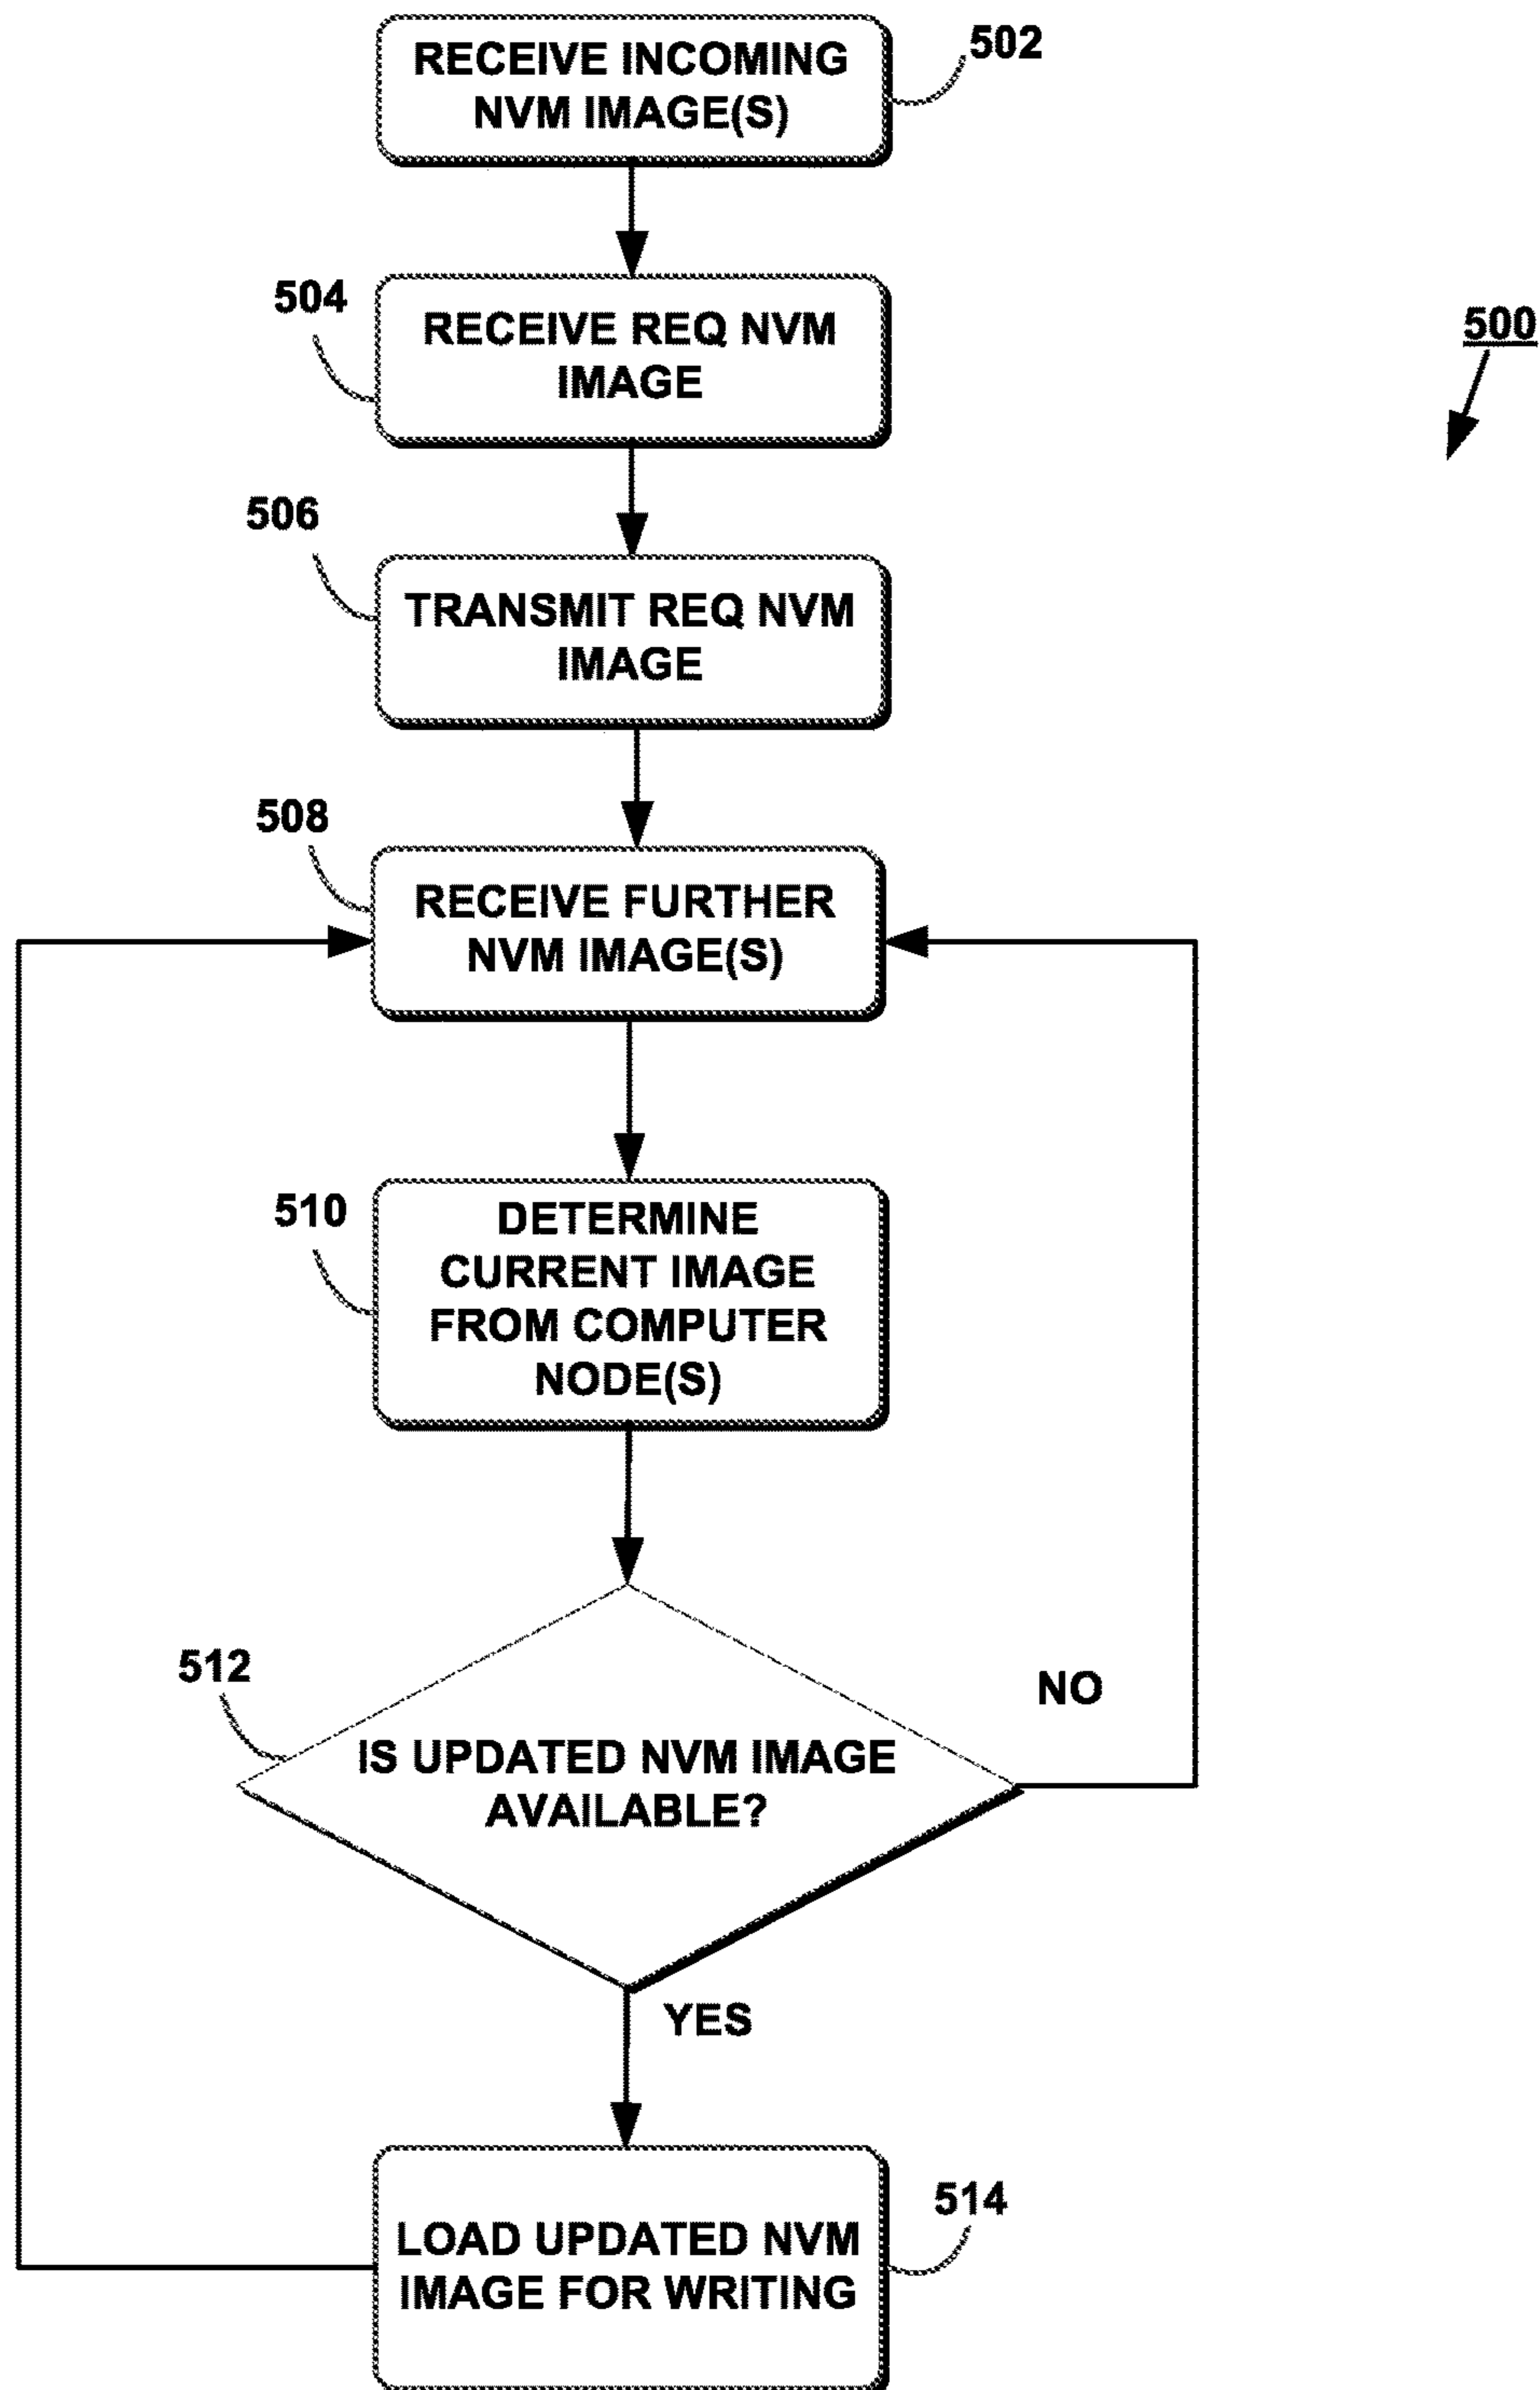 RECEIVE INCOMING
NVM IMAGE(S)
502
504
RECEIVE REQ NVM
IMAGE
500
506
TRANSMIT REQ NVM
IMAGE
508
RECEIVE FURTHER
NVM IMAGE(S)
510
DETERMINE
CURRENT IMAGE
FROM COMPUTER
NODE(S)
512
NO
IS UPDATED NVM IMAGE
AVAILABLE?
YES
514
LOAD UPDATED NVM
IMAGE FOR WRITING